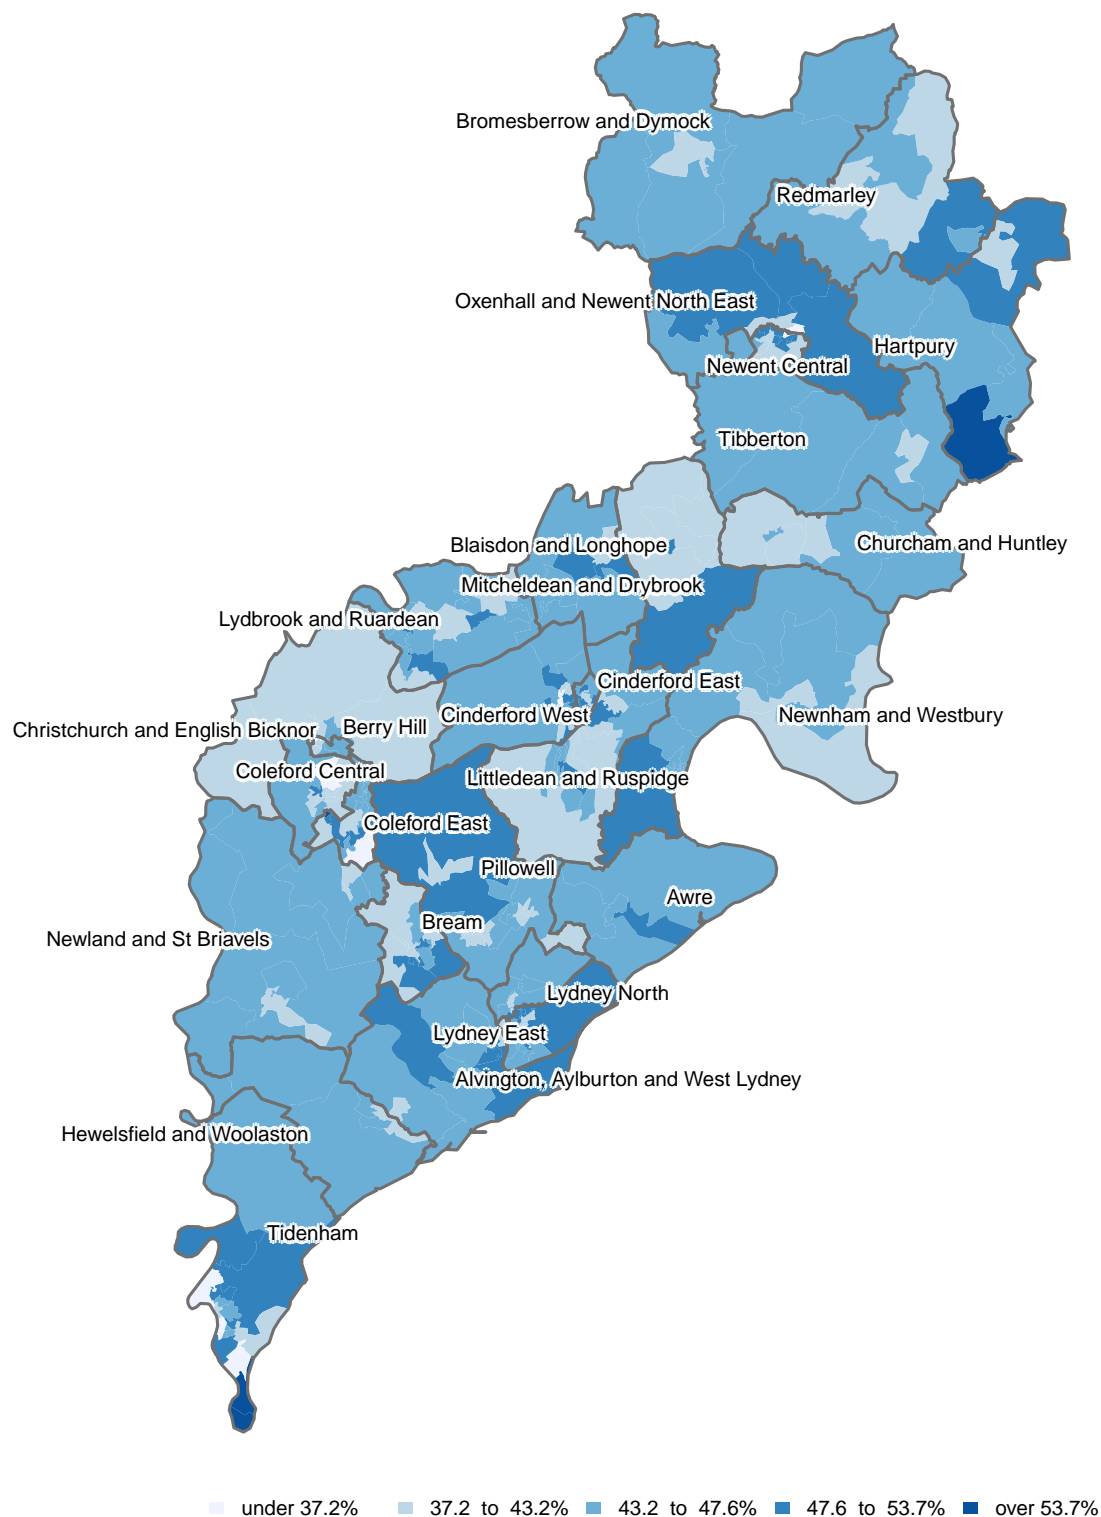 Bromesberrow and Dymock
Redmarley
Oxenhall and Newent North East
Hartpury
Newent Central
Tibberton
Blaisdon and Longhope
Churcham and Huntley
Mitcheldean and Drybrook
Lydbrook and Ruardean
Cinderford East
Cinderford West
Newnham and Westbury
Christchurch and English Bicknor
Berry Hill
Coleford Central
Littledean and Ruspidge
Coleford East
Pillowell
Awre
Bream
Newland and St Briavels
Lydney North
Lydney East
Alvington, Aylburton and West Lydney
Hewelsfield and Woolaston
Tidenham
under 37.2% 37.2 to 43.2% 43.2 to 47.6% 47.6 to 53.7% over 53.7%